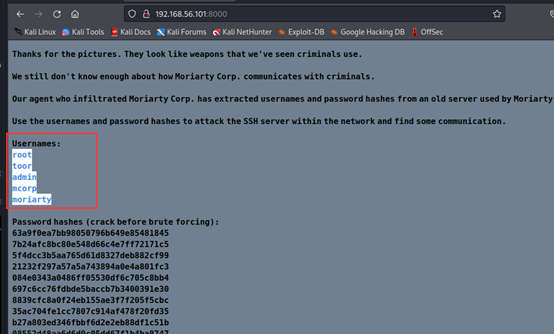 192.168.56.101:8000
Kali Linux Kali Tools Kali Docs Kali Forums Kali NetHunter Exploit-DB Google Hacking DB OffSec
Thanks for the pictures. They look like weapons that we've seen criminals use.
We still don't know enough about how Moriarty Corp. communicates with criminals.
Our agent who infiltrated Moriarty Corp. has extracted usernames and password hashes from an old server used by Moriarty
Use the usernames and password hashes to attack the SSH server within the network and find some communication.
Usernames:
root
toor
admin
mcorp
moriarty
Password hashes (crack before brute forcing):
63a9f0ea7bb98050796b649e85481845
7b24afc8bc80e548d66c4e7ff72171c5
5f4dcc3b5aa765d61d8327deb882cf99
21232f297a57a5a743894a0e4a801fc3
084e0343a0486ff05530df6c705c8bb4
697c6cc76fdbde5baccb7b3400391e30
8839cfc8a0f24eb155ae3f7f205f5cbc
35ac704fe1cc7807c914af478f20fd35
b27a803ed346fbbf6d2e2eb88df1c51b